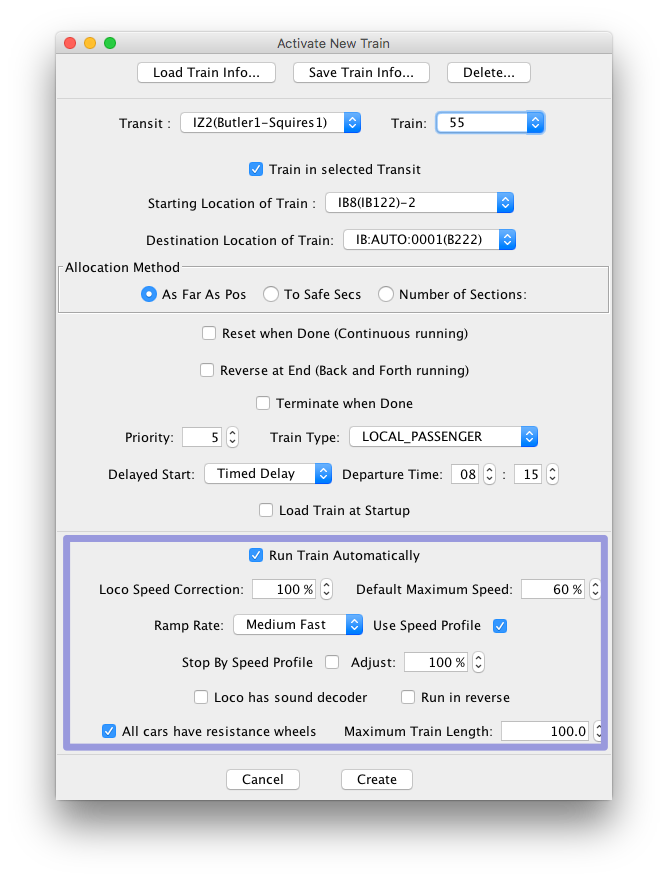 Activate New Train
Load Train Info... Save Train Info... Delete...
Transit : IZ2(Butler1-Squires1) Train: 55
Train in selected Transit
Starting Location of Train : IB8(IB122)-2
Destination Location of Train: IB:AUTO:0001(B222)
Allocation Method
As Far As Pos To Safe Secs Number of Sections:
Reset when Done (Continuous running)
Reverse at End (Back and Forth running)
Terminate when Done
Priority: 5 Train Type: LOCAL_PASSENGER
Delayed Start: Timed Delay Departure Time: 08 : 15
Load Train at Startup
Run Train Automatically
Loco Speed Correction: 100 % Default Maximum Speed: 60 %
Ramp Rate: Medium Fast Use Speed Profile
Stop By Speed Profile Adjust: 100 %
Loco has sound decoder Run in reverse
All cars have resistance wheels Maximum Train Length: 100.0
Cancel Create